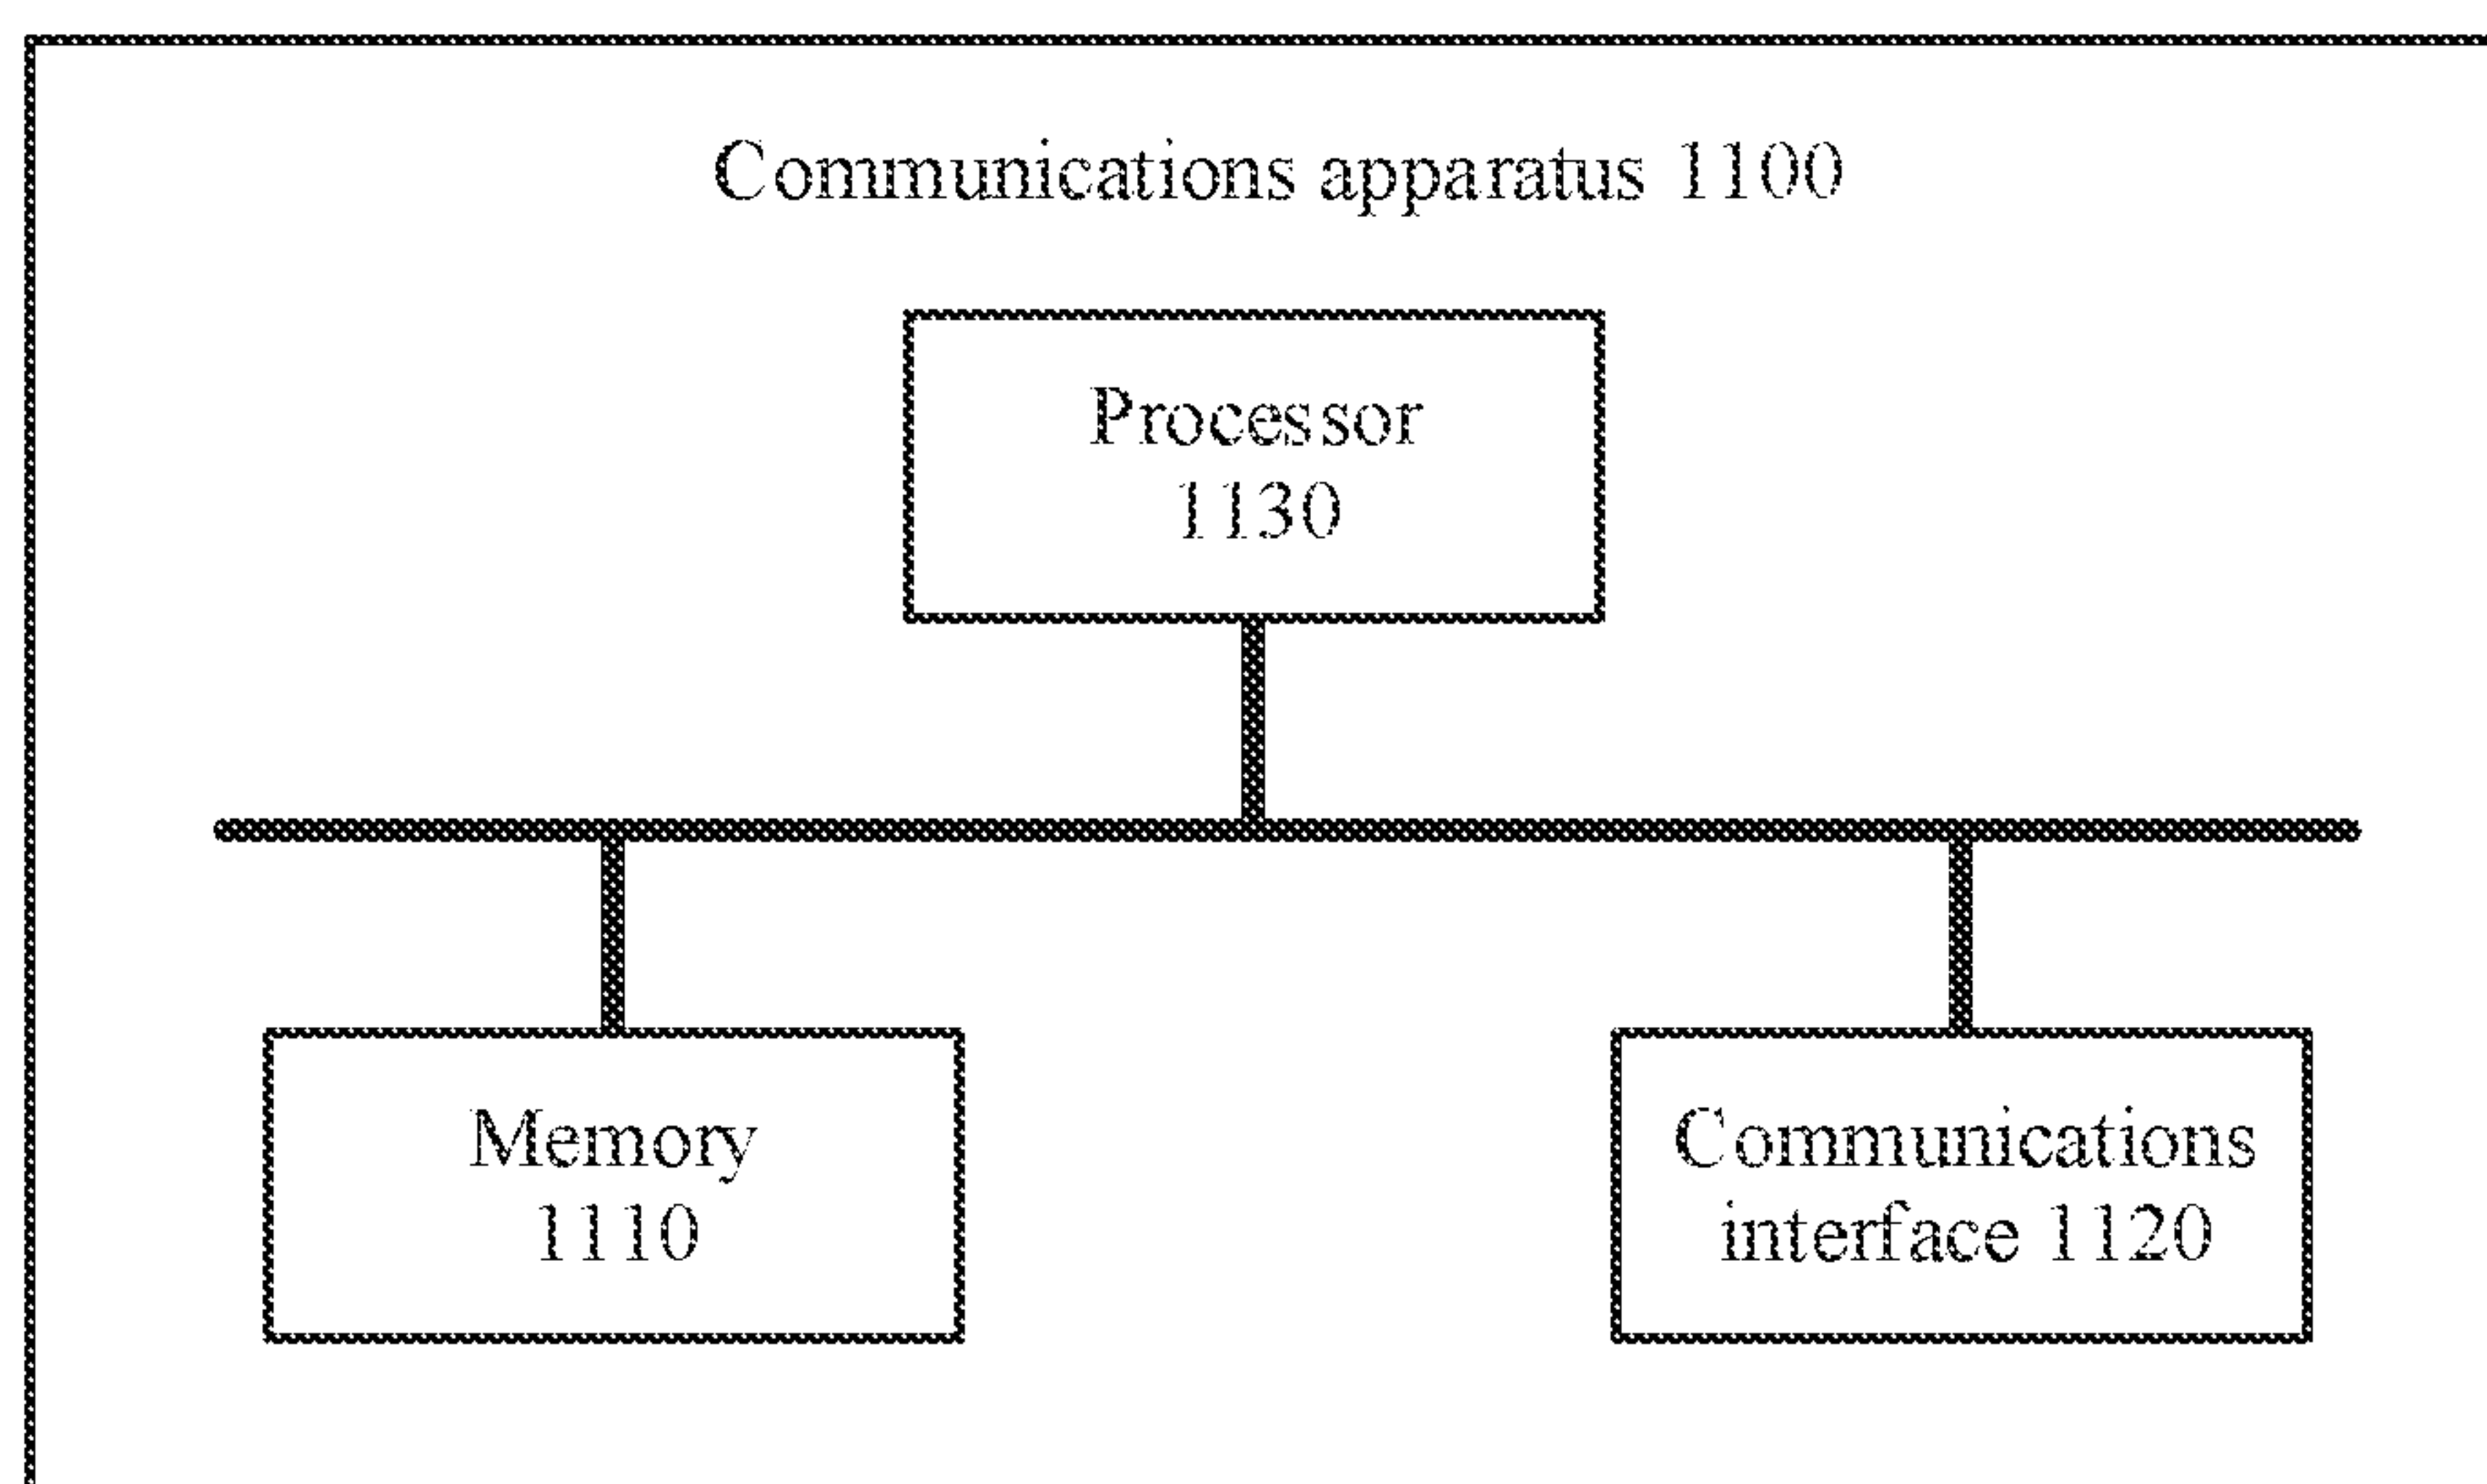 Communications apparatus 1100
Processor
1130
Memory
1110
Communications
interface 1120